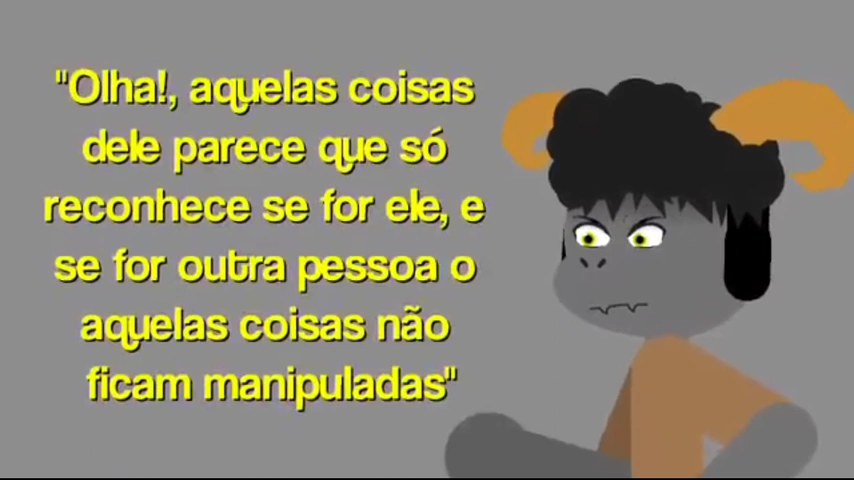 "Olha!, aquelas coisas
dele parece que só
reconhece se for ele, e
se for outra pessoa o
aquelas coisas não
ficam manipuladas"